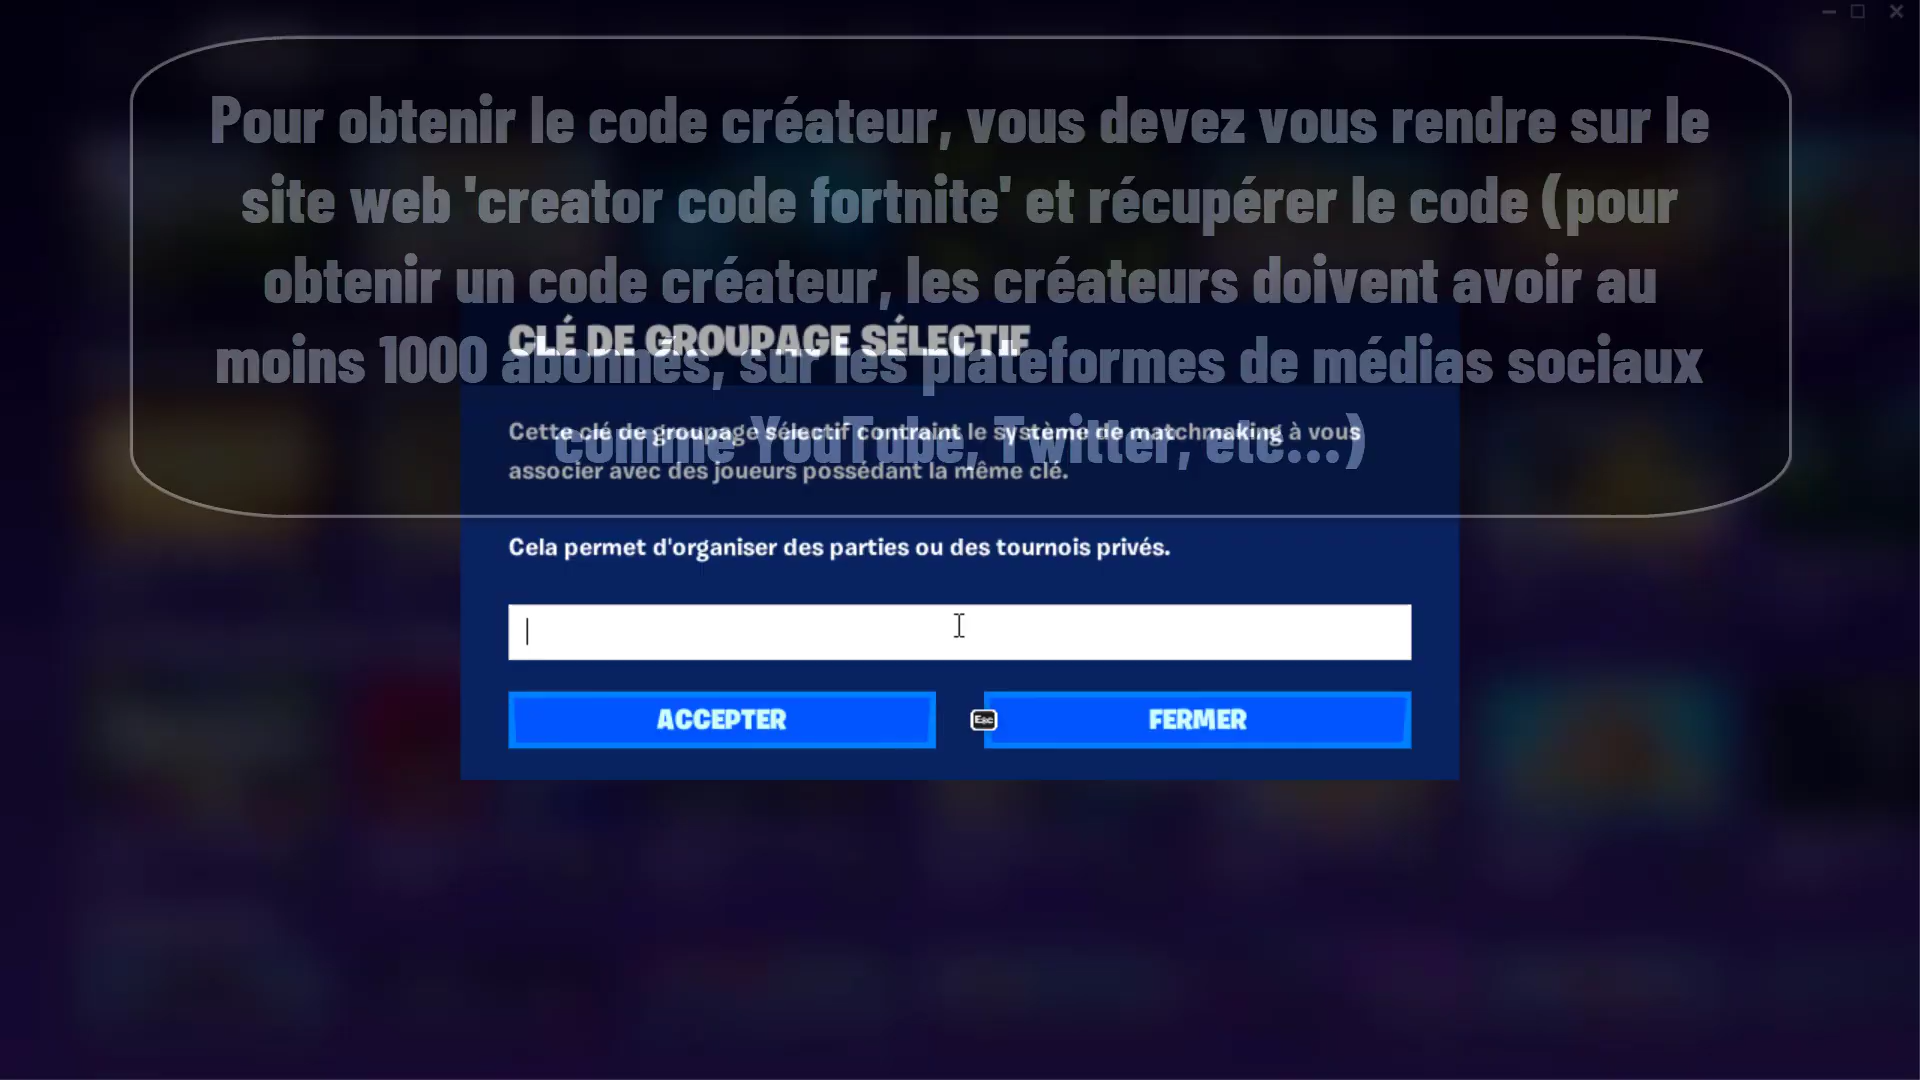 Pour obtenir le code créateur, vous devez vous rendre sur le
site web 'creator code fortnite' et récupérer le code (pour
obtenir un code créateur, les créateurs doivent avoir au
moins 1000 abonnés, sur les plateformes de médias sociaux
comme YouTube, Twitter, etc...)
CLÉ DE GROUPAGE SÉLECTIF
Cette clé de groupage sélectif contraint le système de matchmaking à vous
associer avec des joueurs possédant la même clé.
Cela permet d'organiser des parties ou des tournois privés.
ACCEPTER
Esc
FERMER